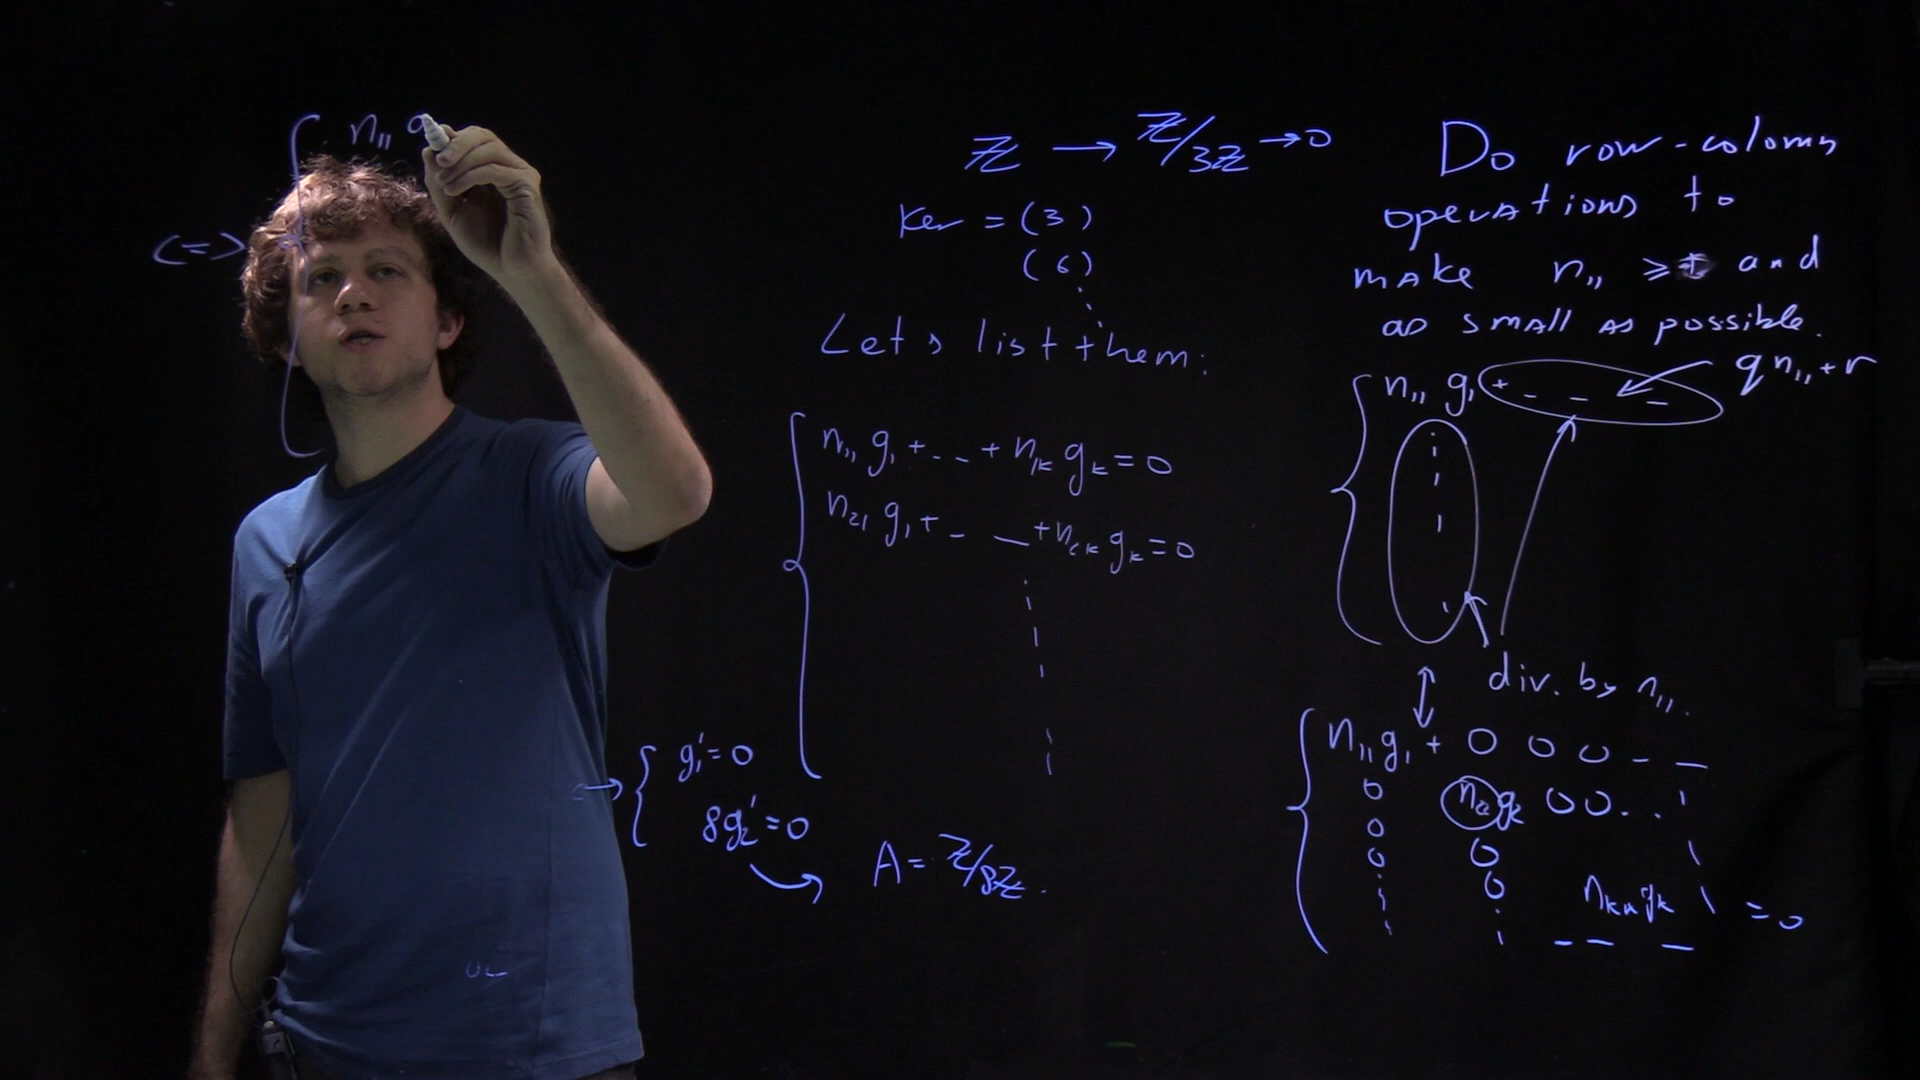 n₁₁ g
<=>
ℤ → ℤ/3ℤ → 0
Ker = (3)
(6)
Let's list them:
n₁₁ g₁ + _ _ + n₁ₖ gₖ = 0
n₂₁ g₁ + _ _ + n₂ₖ gₖ = 0
→ { g₁' = 0
8g₂' = 0
A = ℤ/8ℤ.
Do row-colomn
operations to
make n₁₁ ≥ and
as small as possible.
n₁₁ g₁ + _ _ _ q n₁₁ + r
div. by n₁₁.
n₁₁ g₁ + 0 0 0 _ _
0 n₂₂ g₂ 0 0 . .
0
0 0
0 nₖₖ gₖ = 0